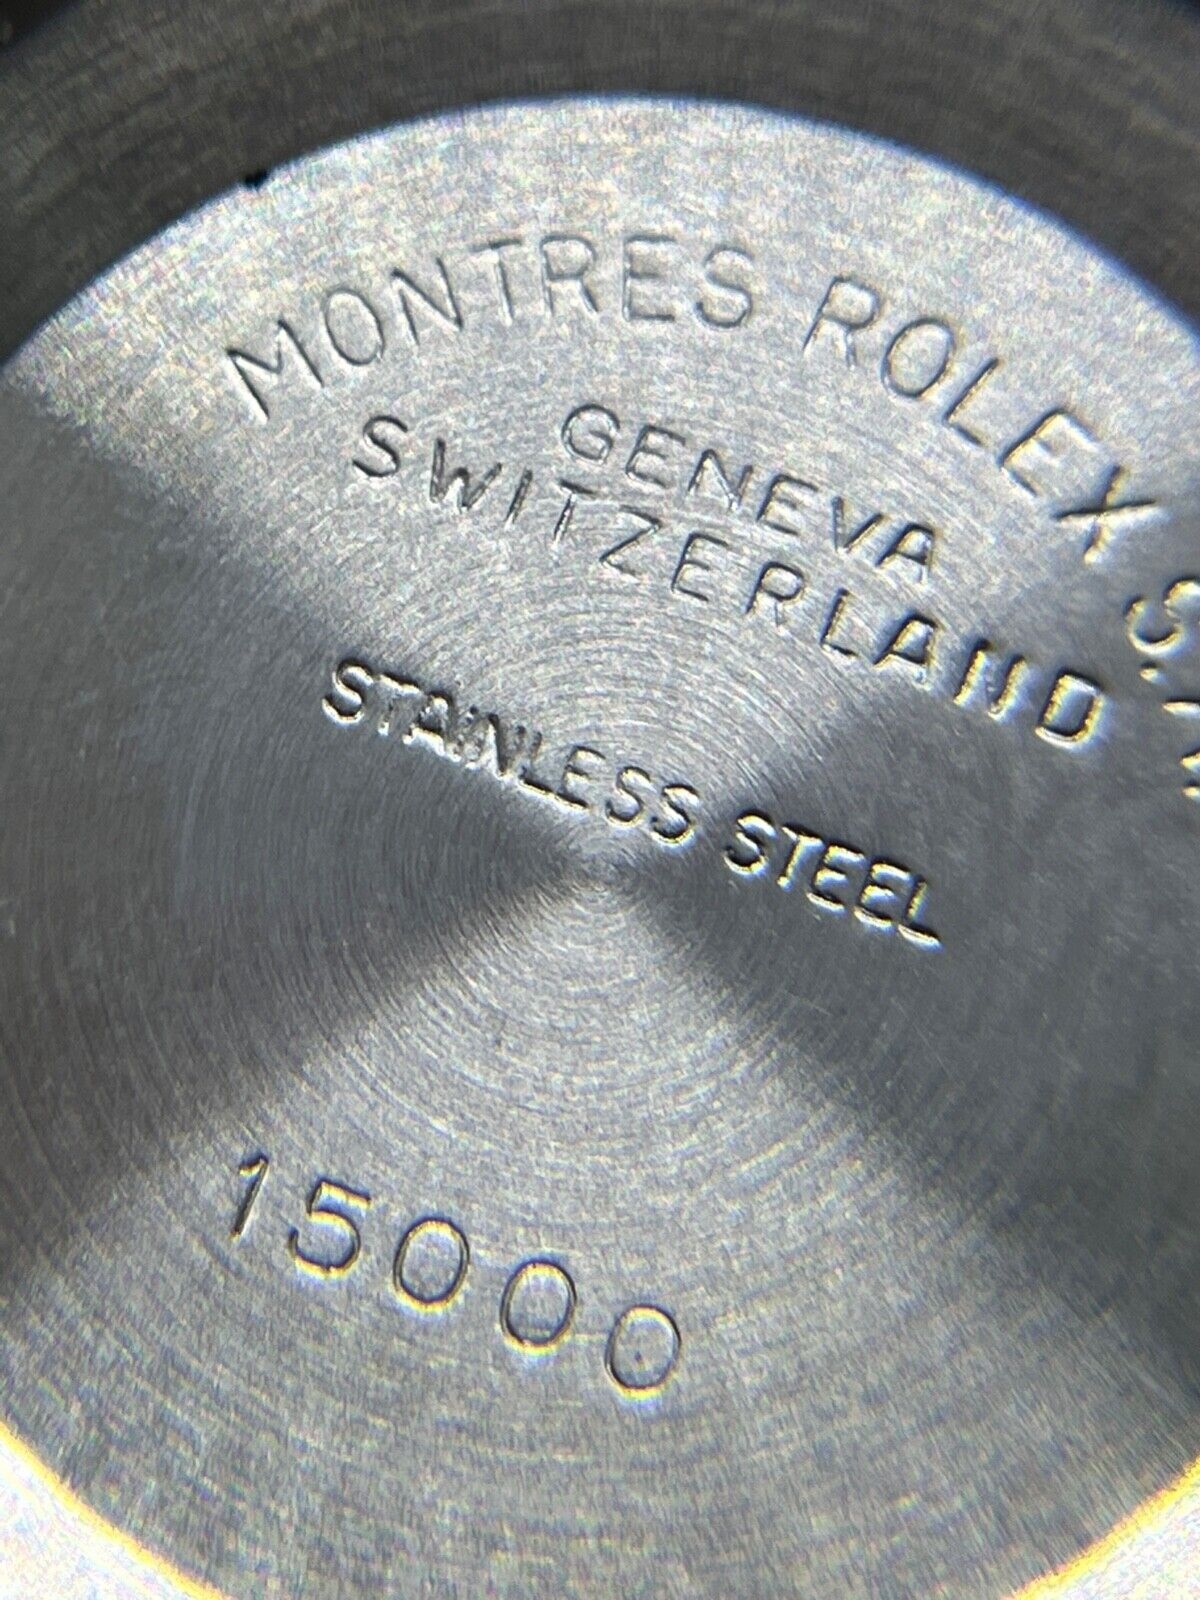 MONTRES ROLEX S.A.
GENEVA
SWITZERLAND
STAINLESS STEEL
15000